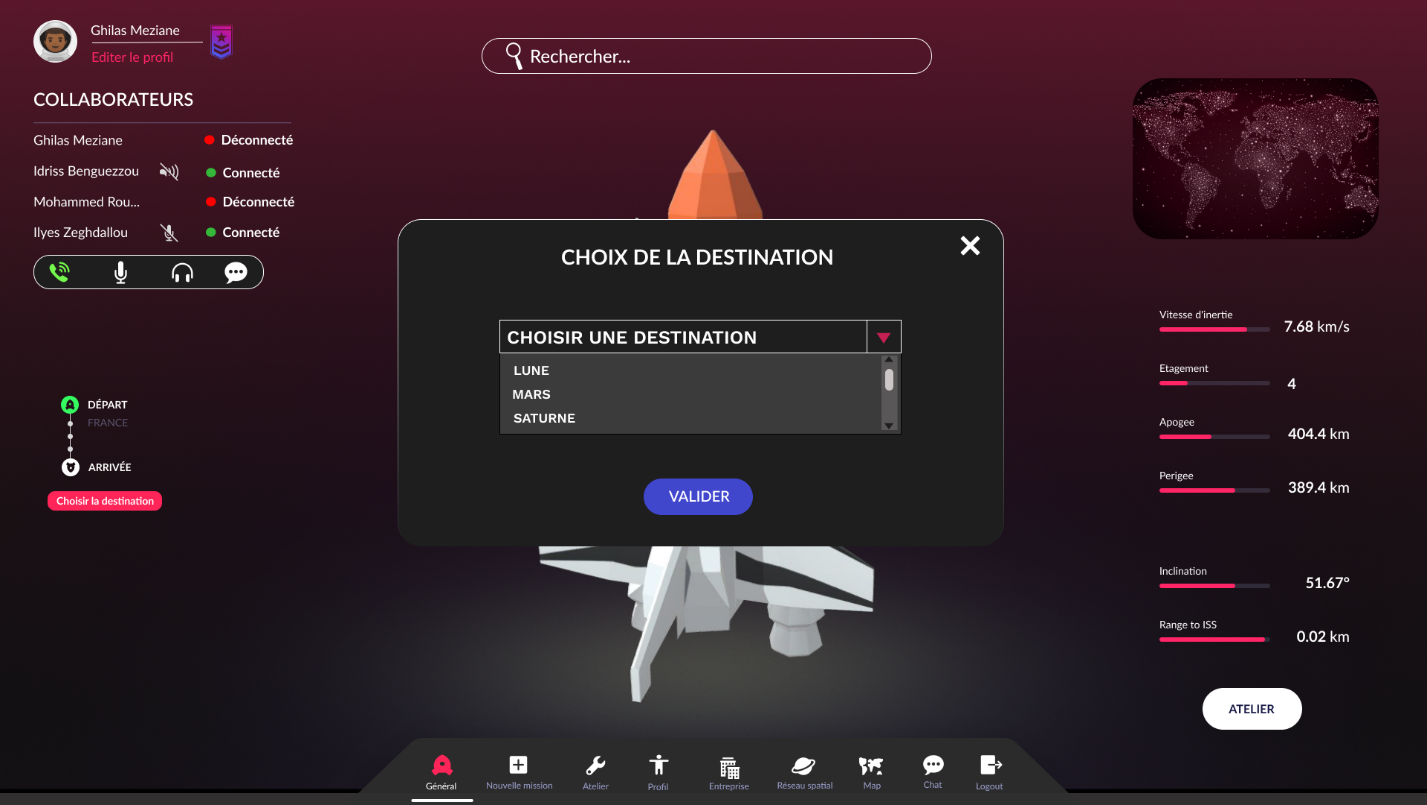 Ghilas Meziane
Editer le profil
Rechercher...
COLLABORATEURS
Ghilas Meziane Déconnecté
Idriss Benguezzou Connecté
Mohammed Rou... Déconnecté
Ilyes Zeghdallou Connecté
DÉPART
FRANCE
ARRIVÉE
Choisir la destination
CHOIX DE LA DESTINATION
CHOISIR UNE DESTINATION
LUNE
MARS
SATURNE
VALIDER
Vitesse d'inertie 7.68 km/s
Etagement 4
Apogee 404.4 km
Perigee 389.4 km
Inclination 51.67°
Range to ISS 0.02 km
ATELIER
Général Nouvelle mission Atelier Profil Entreprise Réseau spatial Map Chat Logout